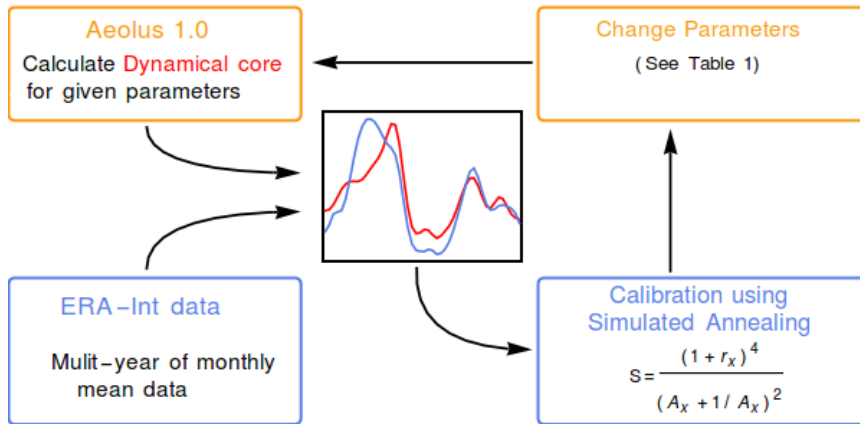 Aeolus 1.0
Calculate Dynamical core
for given parameters
Change Parameters
(See Table 1)
ERA-Int data
Mulit-year of monthly
mean data
Calibration using
Simulated Annealing
S = (1 + r_x)^4 / (A_x + 1 / A_x)^2